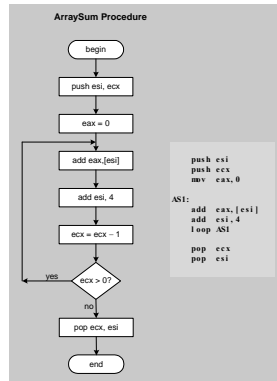 ArraySum Procedure
begin
push esi, ecx
eax = 0
add eax,[esi]
add esi, 4
ecx = ecx − 1
yes
ecx > 0?
no
pop ecx, esi
end
push esi
push ecx
mov eax,0
AS1:
add eax,[esi]
add esi,4
loop AS1
pop ecx
pop esi